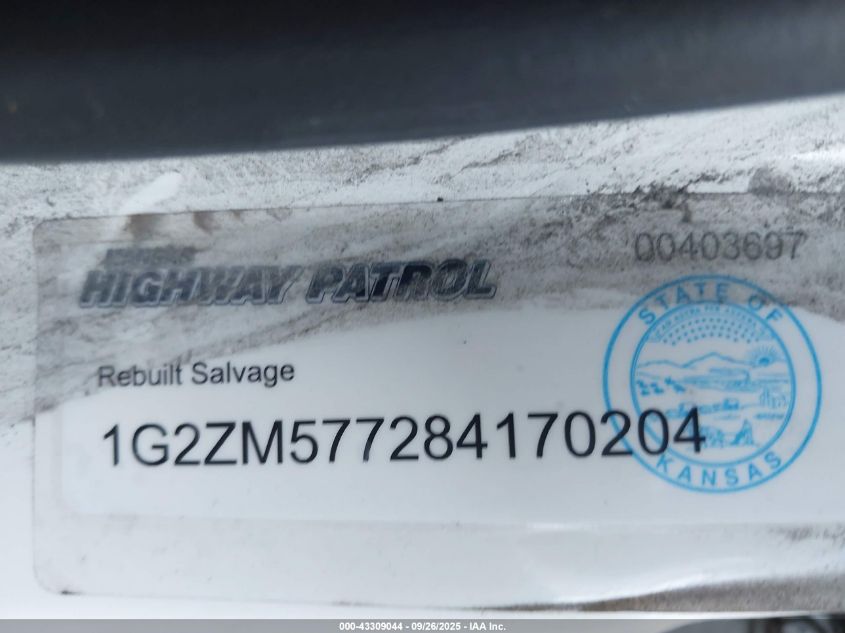 HIGHWAY PATROL
00403697
STATE OF
KANSAS
Rebuilt Salvage
1G2ZM577284170204
000-43309044 - 09/26/2025 - IAA Inc.